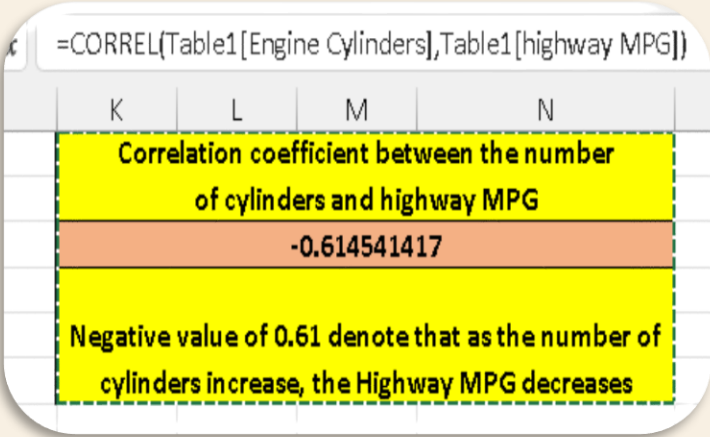 =CORREL(Table1[Engine Cylinders],Table1[highway MPG])
K L M N
Correlation coefficient between the number
of cylinders and highway MPG
-0.614541417
Negative value of 0.61 denote that as the number of
cylinders increase, the Highway MPG decreases